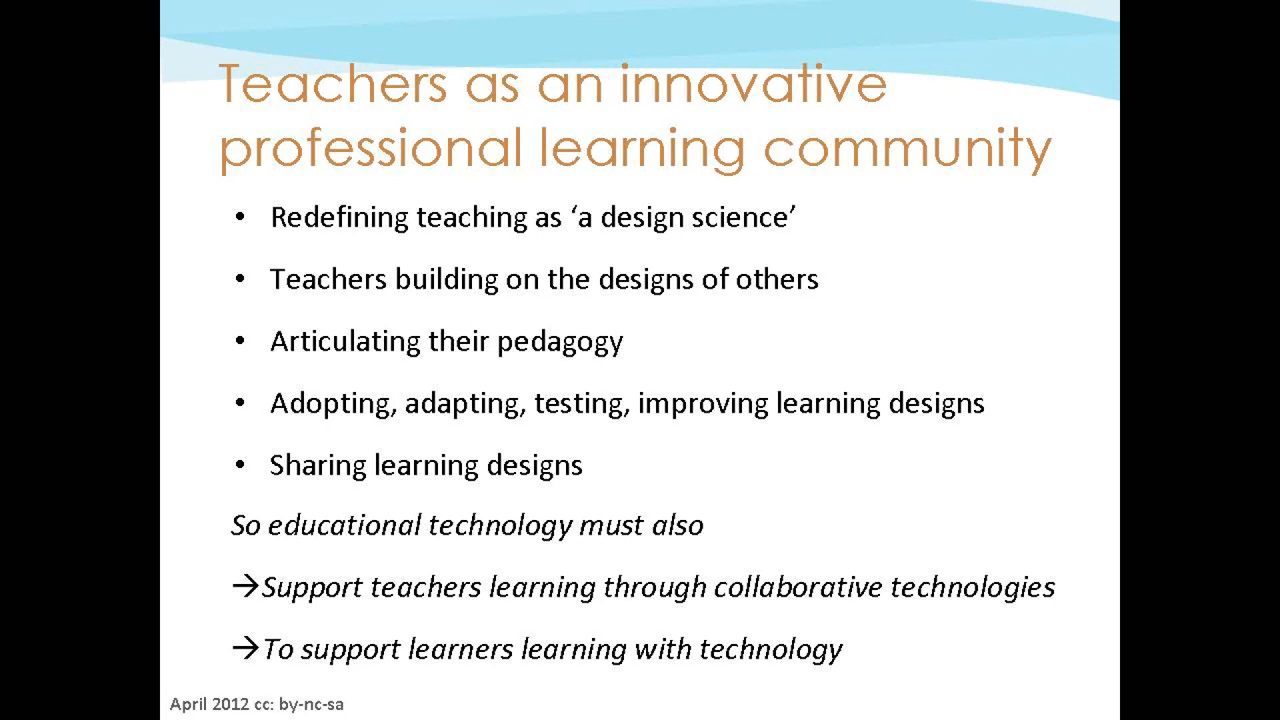 Teachers as an innovative
professional learning community
• Redefining teaching as ‘a design science’
• Teachers building on the designs of others
• Articulating their pedagogy
• Adopting, adapting, testing, improving learning designs
• Sharing learning designs
So educational technology must also
→Support teachers learning through collaborative technologies
→To support learners learning with technology
April 2012 cc: by-nc-sa